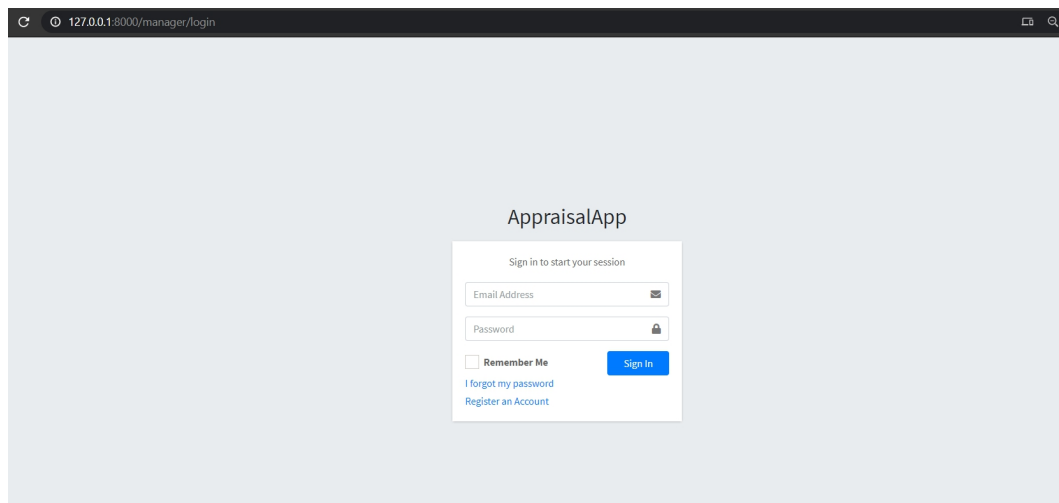 127.0.0.1:8000/manager/login
AppraisalApp
Sign in to start your session
Email Address
Password
Remember Me
Sign In
I forgot my password
Register an Account